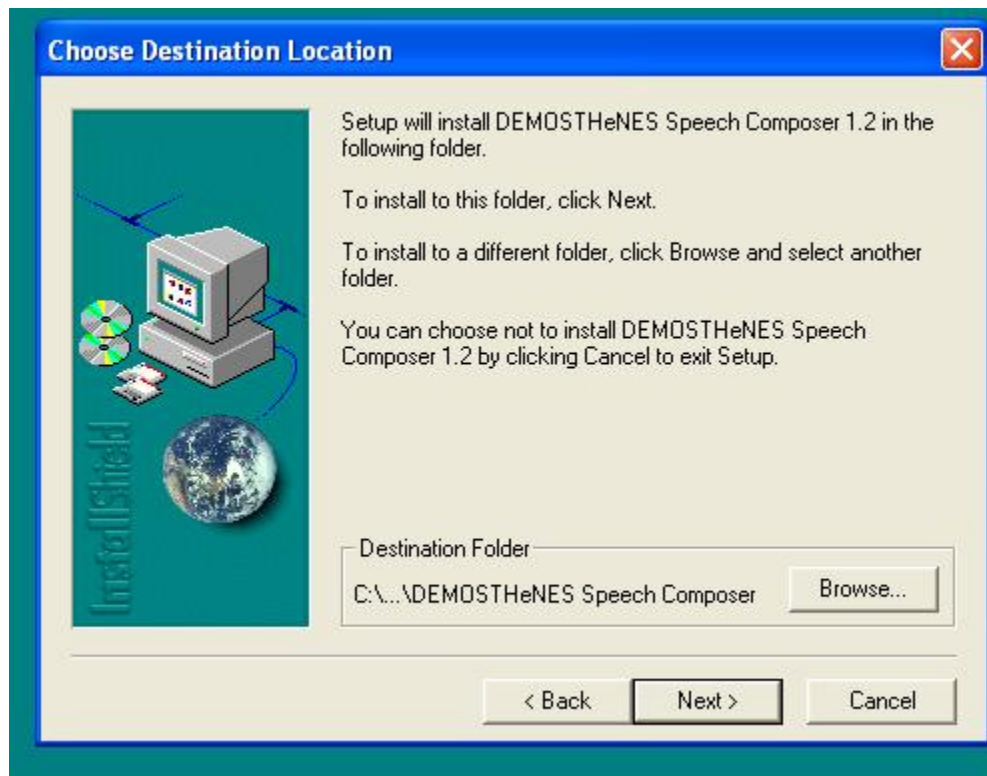 Choose Destination Location
Setup will install DEMOSTHeNES Speech Composer 1.2 in the
following folder.
To install to this folder, click Next.
To install to a different folder, click Browse and select another
folder.
You can choose not to install DEMOSTHeNES Speech
Composer 1.2 by clicking Cancel to exit Setup.
InstallShield
Destination Folder
C:\...\DEMOSTHeNES Speech Composer
Browse...
< Back
Next >
Cancel